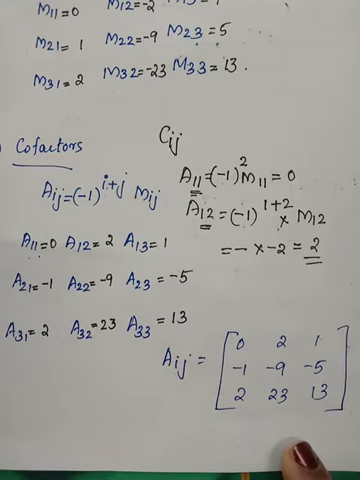 M11=0 M12=-2
M21=1 M22=-9 M23=5
M31=2 M32=-23 M33=13.
Cofactors Cij
Aij=(-1)^i+j Mij
A11=(-1)^2 M11=0
A12=(-1)^1+2 × M12
=-×-2=2
A11=0 A12=2 A13=1
A21=-1 A22=-9 A23=-5
A31=2 A32=23 A33=13
Aij=
0 2 1
-1 -9 -5
2 23 13